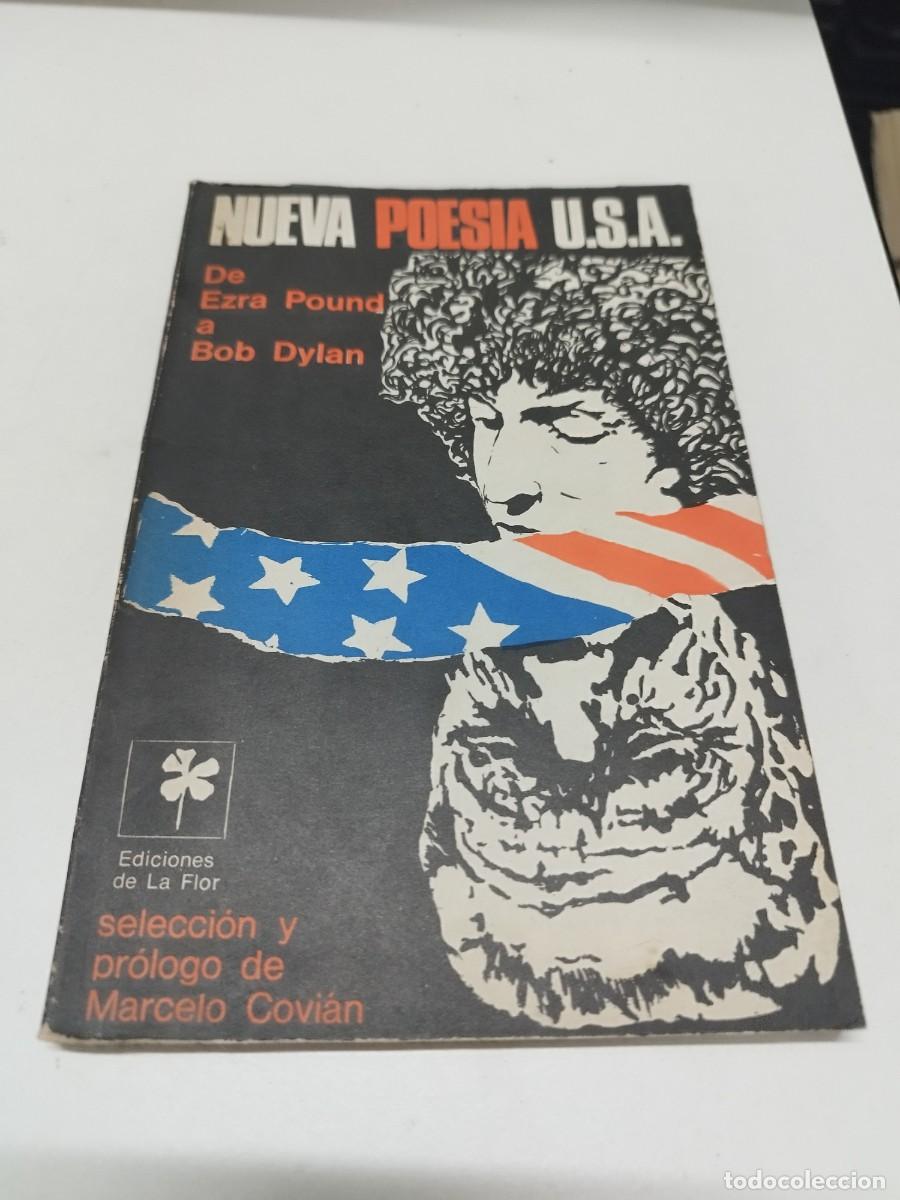 NUEVA POESIA U.S.A.
De
Ezra Pound
a
Bob Dylan
Ediciones
de La Flor
selección y
prólogo de
Marcelo Covián
todocoleccion